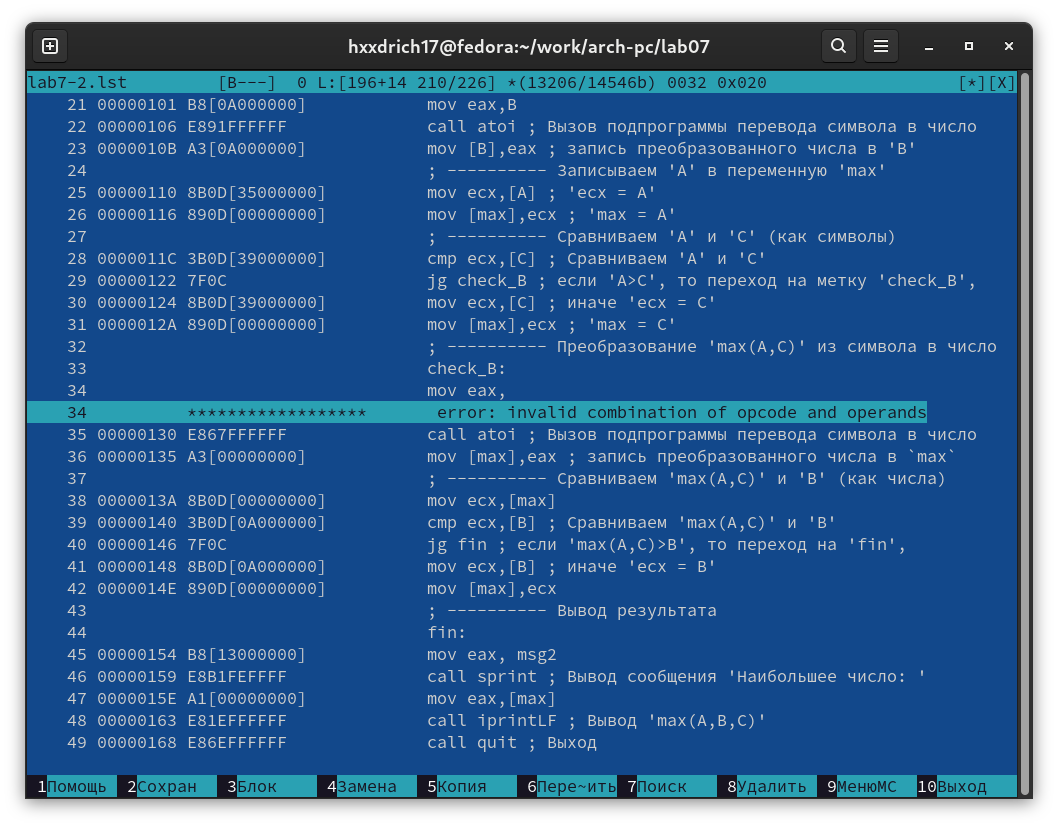 hxxdrich17@fedora:~/work/arch-pc/lab07
lab7-2.lst [B---] 0 L:[196+14 210/226] *(13206/14546b) 0032 0x020 [*][X]
21 00000101 B8[0A000000] mov eax,B
22 00000106 E891FFFFFF call atoi ; Вызов подпрограммы перевода символа в число
23 0000010B A3[0A000000] mov [B],eax ; запись преобразованного числа в 'B'
24 ; ---------- Записываем 'A' в переменную 'max'
25 00000110 8B0D[35000000] mov ecx,[A] ; 'ecx = A'
26 00000116 890D[00000000] mov [max],ecx ; 'max = A'
27 ; ---------- Сравниваем 'A' и 'C' (как символы)
28 0000011C 3B0D[39000000] cmp ecx,[C] ; Сравниваем 'A' и 'C'
29 00000122 7F0C jg check_B ; если 'A>C', то переход на метку 'check_B',
30 00000124 8B0D[39000000] mov ecx,[C] ; иначе 'ecx = C'
31 0000012A 890D[00000000] mov [max],ecx ; 'max = C'
32 ; ---------- Преобразование 'max(A,C)' из символа в число
33 check_B:
34 mov eax,
34 ****************** error: invalid combination of opcode and operands
35 00000130 E867FFFFFF call atoi ; Вызов подпрограммы перевода символа в число
36 00000135 A3[00000000] mov [max],eax ; запись преобразованного числа в `max`
37 ; ---------- Сравниваем 'max(A,C)' и 'B' (как числа)
38 0000013A 8B0D[00000000] mov ecx,[max]
39 00000140 3B0D[0A000000] cmp ecx,[B] ; Сравниваем 'max(A,C)' и 'B'
40 00000146 7F0C jg fin ; если 'max(A,C)>B', то переход на 'fin',
41 00000148 8B0D[0A000000] mov ecx,[B] ; иначе 'ecx = B'
42 0000014E 890D[00000000] mov [max],ecx
43 ; ---------- Вывод результата
44 fin:
45 00000154 B8[13000000] mov eax, msg2
46 00000159 E8B1FEFFFF call sprint ; Вывод сообщения 'Наибольшее число: '
47 0000015E A1[00000000] mov eax,[max]
48 00000163 E81EFFFFFF call iprintLF ; Вывод 'max(A,B,C)'
49 00000168 E86EFFFFFF call quit ; Выход
1Помощь 2Сохран 3Блок 4Замена 5Копия 6Пере~ить 7Поиск 8Удалить 9МенюMC 10Выход